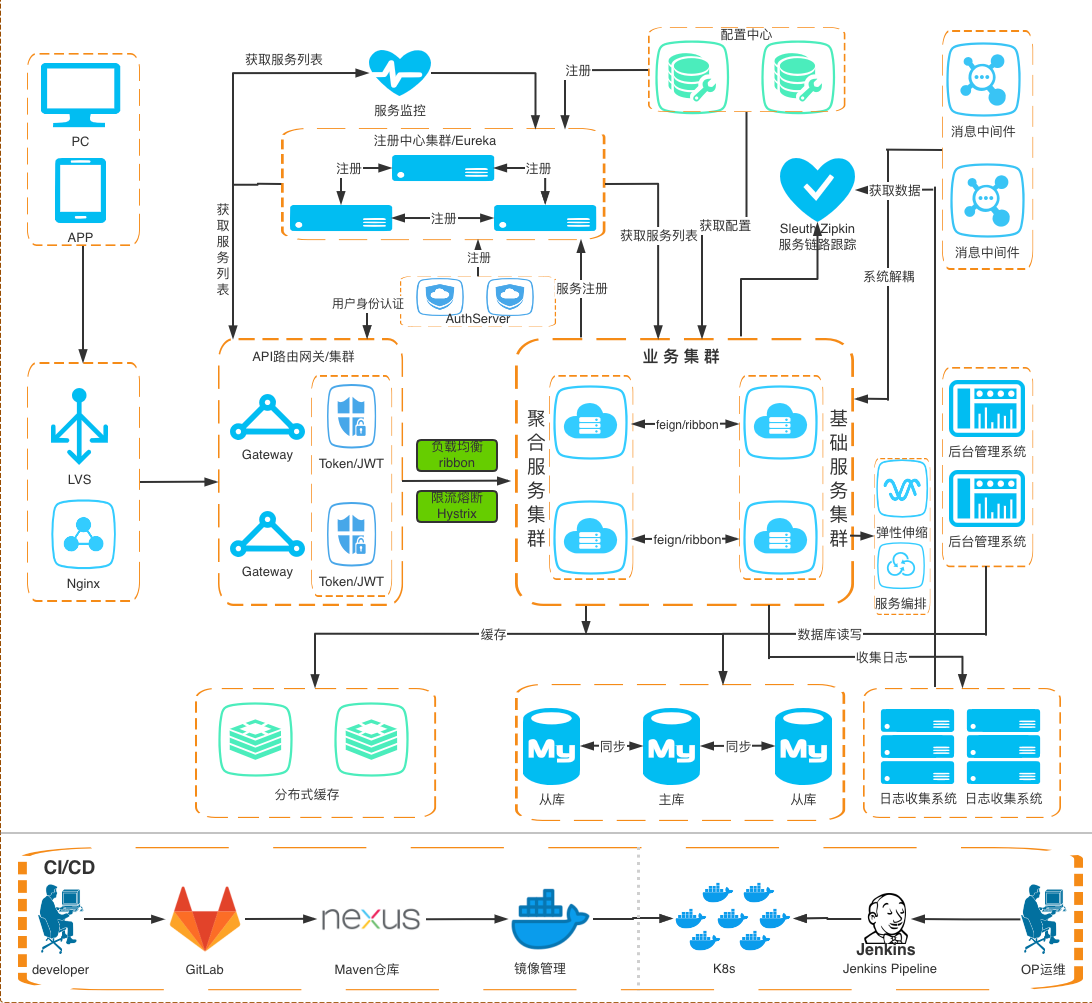 配置中心
获取服务列表
注册
服务监控
PC
消息中间件
注册中心集群/Eureka
注册
注册
获取数据
APP
获取服务列表
注册
获取服务列表
获取配置
Sleuth/Zipkin
服务链路跟踪
消息中间件
注册
系统解耦
服务注册
用户身份认证
AuthServer
API路由网关/集群
业务集群
聚合服务集群
基础服务集群
feign/ribbon
Gateway
Token/JWT
负载均衡
ribbon
后台管理系统
LVS
限流熔断
Hystrix
弹性伸缩
feign/ribbon
后台管理系统
Gateway
Token/JWT
Nginx
服务编排
缓存
数据库读写
收集日志
My
同步
My
同步
My
分布式缓存
从库
主库
从库
日志收集系统
日志收集系统
CI/CD
nexus
Jenkins
developer
GitLab
Maven仓库
镜像管理
K8s
Jenkins Pipeline
OP运维